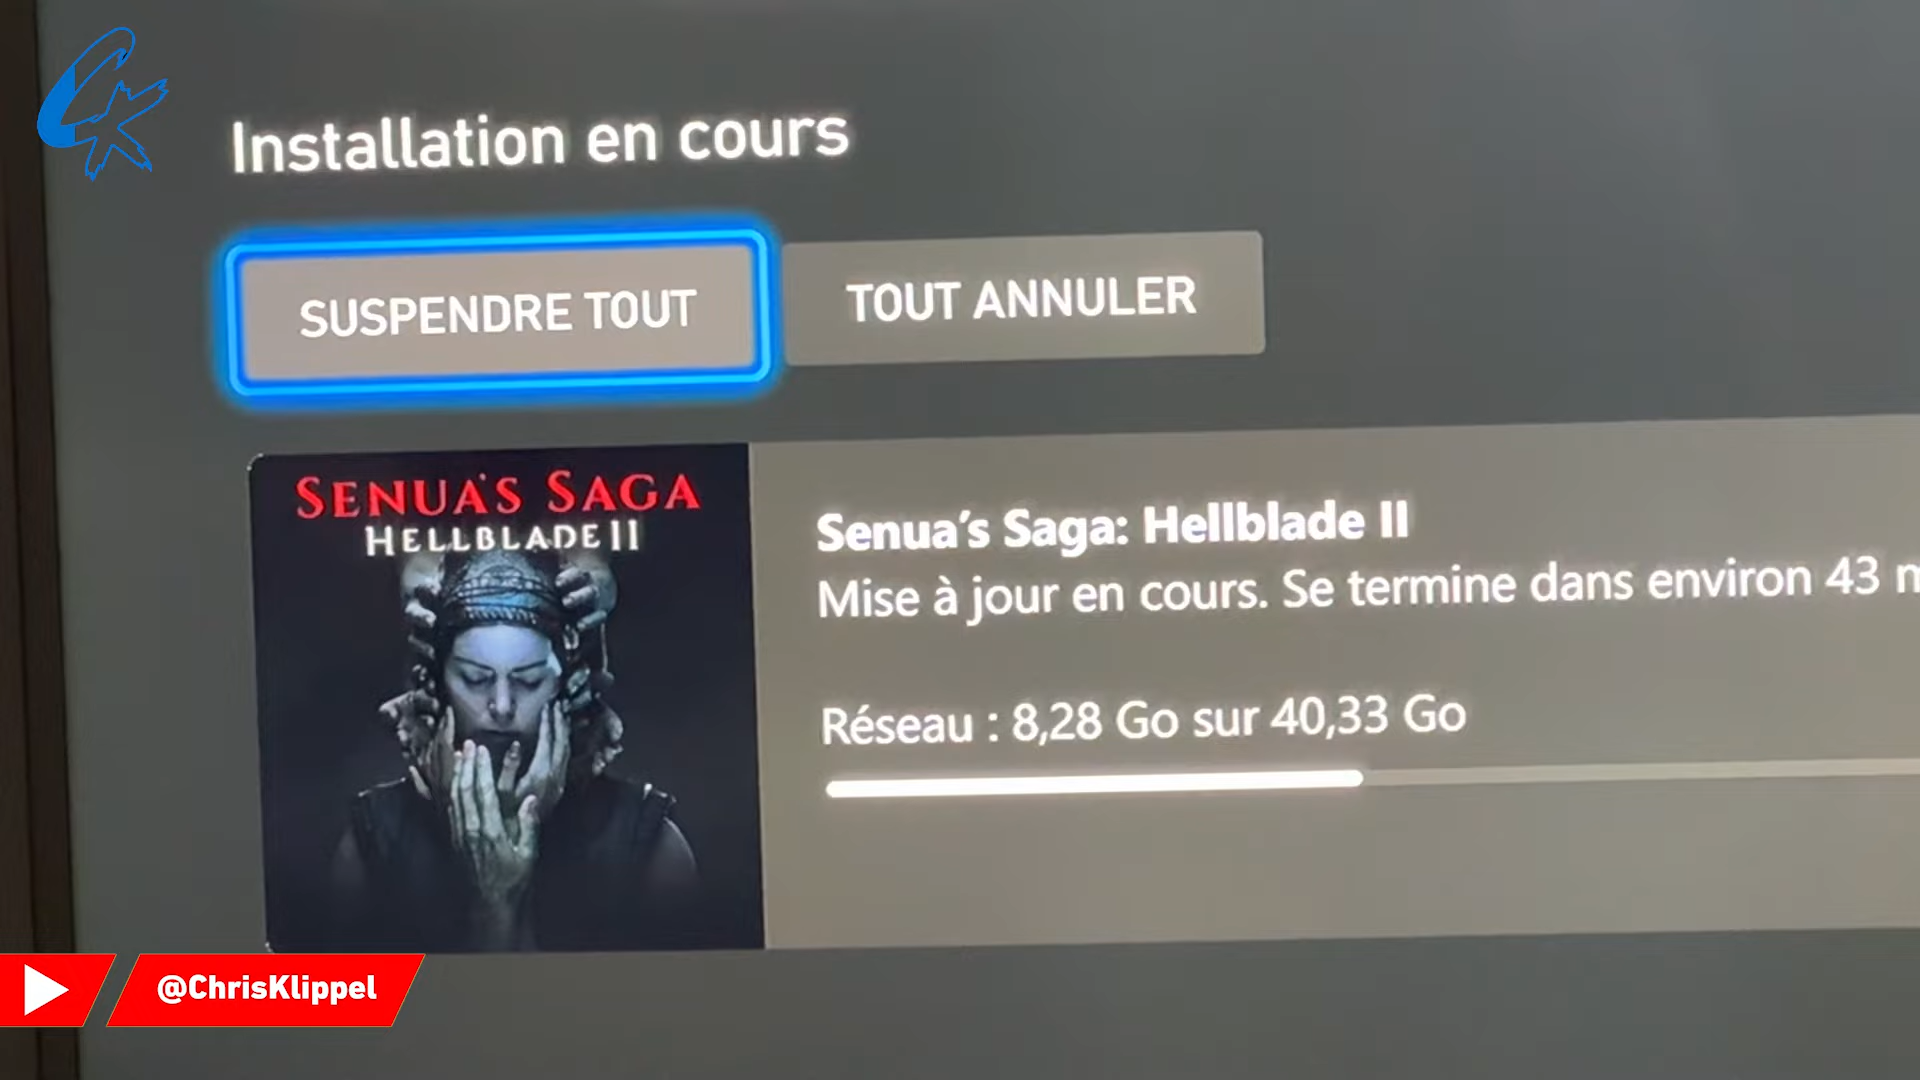 Installation en cours
SUSPENDRE TOUT
TOUT ANNULER
SENUA'S SAGA
HELLBLADE II
Senua's Saga: Hellblade II
Mise à jour en cours. Se termine dans environ 43
Réseau : 8,28 Go sur 40,33 Go
@ChrisKlippel